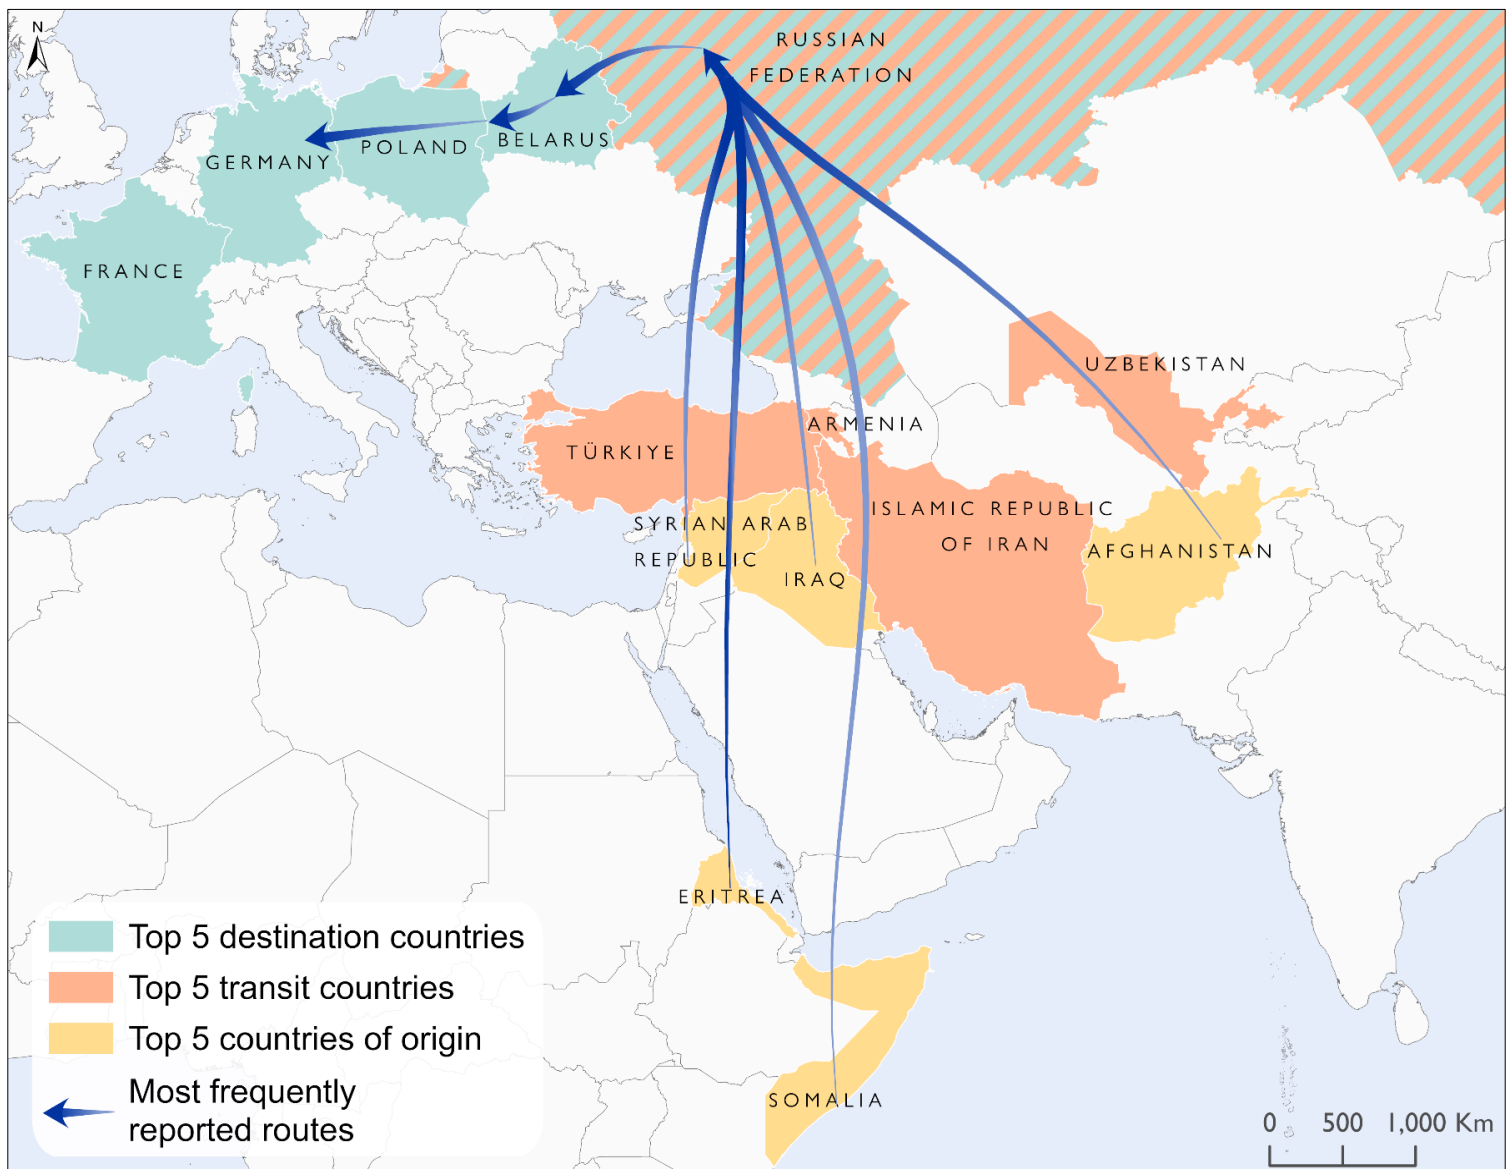 N
RUSSIAN
FEDERATION
BELARUS
POLAND
GERMANY
FRANCE
UZBEKISTAN
ARMENIA
TÜRKIYE
ISLAMIC REPUBLIC
OF IRAN
SYRIAN ARAB
REPUBLIC
AFGHANISTAN
IRAQ
ERITREA
SOMALIA
Top 5 destination countries
Top 5 transit countries
Top 5 countries of origin
Most frequently
reported routes
0 500 1,000 Km